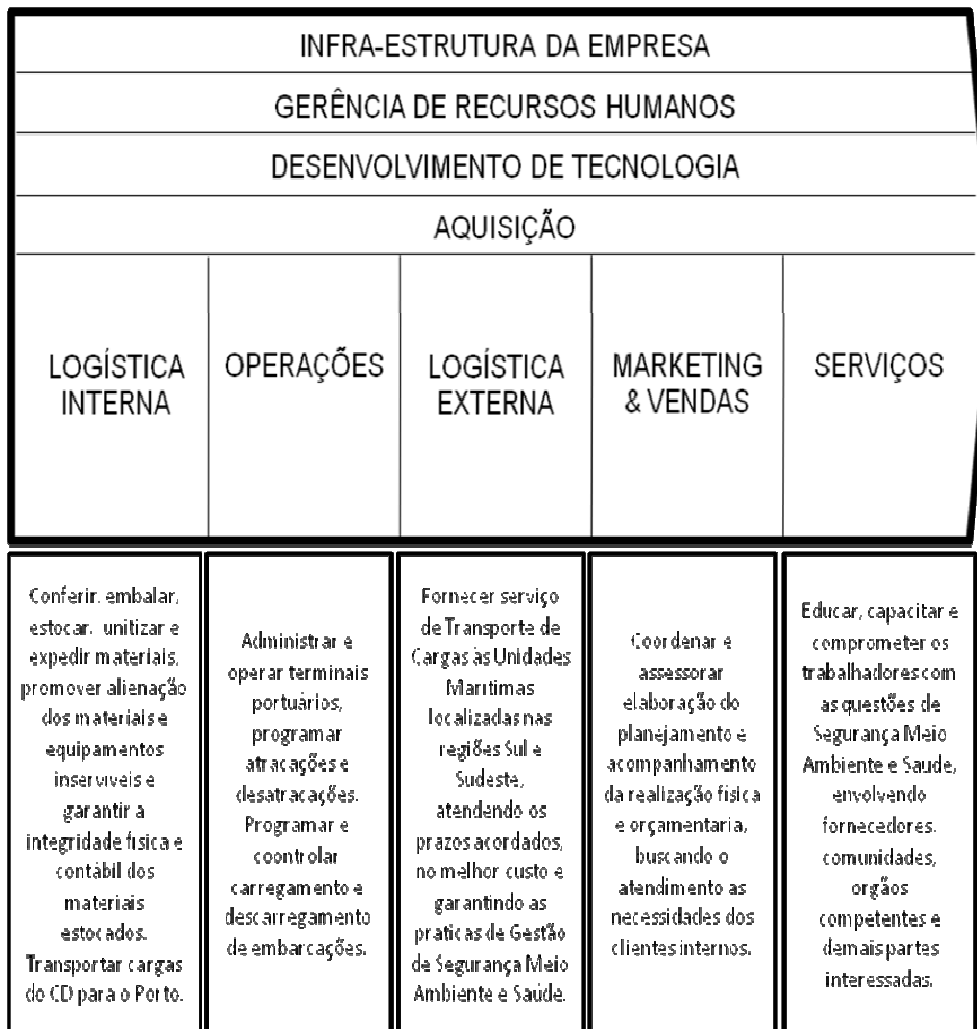 INFRA-ESTRUTURA DA EMPRESA
GERÊNCIA DE RECURSOS HUMANOS
DESENVOLVIMENTO DE TECNOLOGIA
AQUISIÇÃO
LOGÍSTICA
INTERNA
OPERAÇÕES
LOGÍSTICA
EXTERNA
MARKETING
& VENDAS
SERVIÇOS
Conferir, embalar,
estocar, unitizar e
expedir materiais,
promover alienação
dos materiais e
equipamentos
inserviveis e
garantir a
integridade fisica e
contábil dos
materiais
estocados.
Transportar cargas
do CD para o Porto.
Administrar e
operar terminais
portuários,
programar
atracações e
desatracações.
Programar e
coontrolar
carregamento e
descarregamento
de embarcações.
Fornecer serviço
de Transporte de
Cargas às Unidades
Maritimas
localizadas nas
regiões Sul e
Sudeste,
atendendo os
prazos acordados,
no melhor custo e
garantindo as
praticas de Gestão
de Segurança Meio
Ambiente e Saúde.
Coordenar e
assessorar
elaboração do
planejamento e
acompanhamento
da realização fisica
e orçamentaria,
buscando o
atendimento as
necessidades dos
clientes internos.
Educar, capacitar e
comprometer os
trabalhadores com
as questões de
Segurança Meio
Ambiente e Saude,
envolvendo
fornecedores,
comunidades,
orgãos
competentes e
demais partes
interessadas.